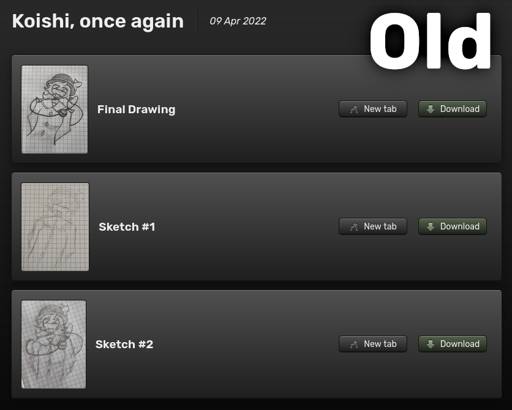 Koishi, once again
09 Apr 2022
Old
Final Drawing
New tab
Download
Sketch #1
New tab
Download
Sketch #2
New tab
Download